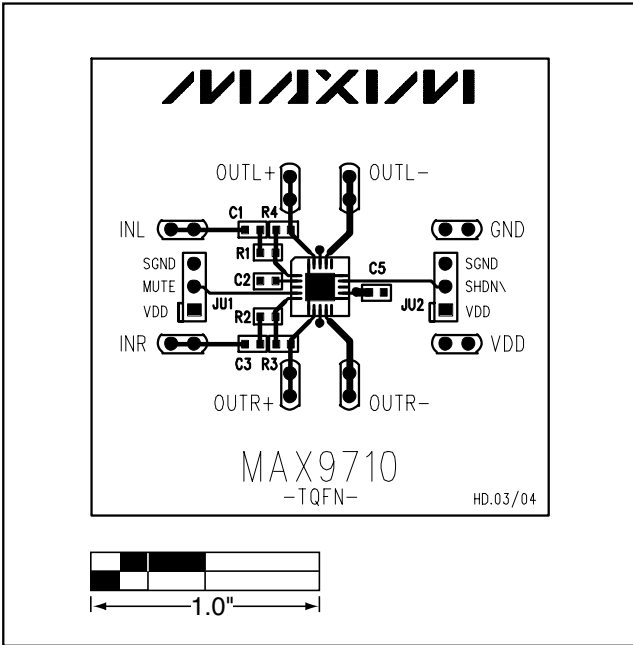 MAXIM
OUTL+ OUTL-
C1 R4
INL GND
R1
SGND C5 SGND
C2
MUTE SHDN\
JU1 JU2
VDD R2 VDD
INR VDD
C3 R3
OUTR+ OUTR-
MAX9710
-TQFN-
HD.03/04
1.0"